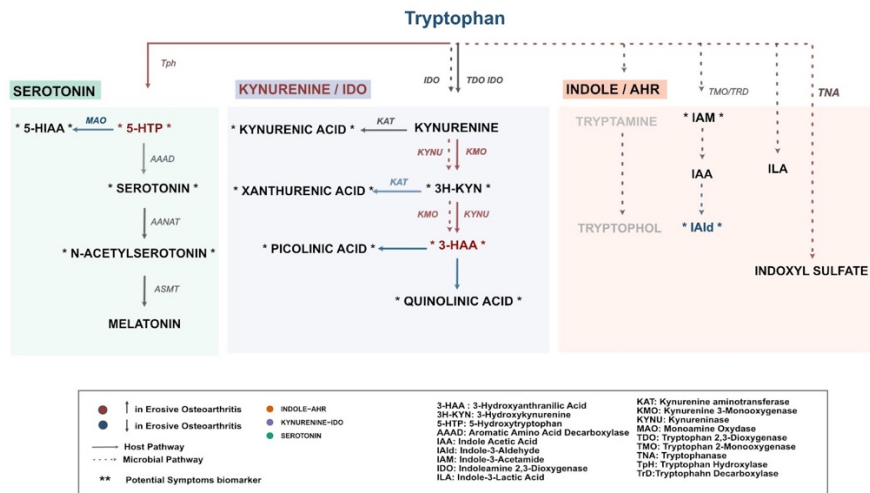 Tryptophan
Tph
IDO
TDO IDO
TMO/TRD
TNA
SEROTONIN
KYNURENINE / IDO
INDOLE / AHR
* 5-HIAA *
MAO
* 5-HTP *
* KYNURENIC ACID *
KAT
KYNURENINE
TRYPTAMINE
* IAM *
KYNU
KMO
AAAD
ILA
IAA
* SEROTONIN *
* XANTHURENIC ACID *
KAT
* 3H-KYN *
KMO
KYNU
AANAT
TRYPTOPHOL
* IAld *
* N-ACETYLSEROTONIN *
* PICOLINIC ACID *
* 3-HAA *
INDOXYL SULFATE
ASMT
* QUINOLINIC ACID *
MELATONIN
↑ in Erosive Osteoarthritis
↓ in Erosive Osteoarthritis
Host Pathway
Microbial Pathway
** Potential Symptoms biomarker
INDOLE-AHR
KYNURENINE-IDO
SEROTONIN
3-HAA : 3-Hydroxyanthranilic Acid
3H-KYN: 3-Hydroxykynurenine
5-HTP: 5-Hydroxytryptophan
AAAD: Aromatic Amino Acid Decarboxylase
IAA: Indole Acetic Acid
IAld: Indole-3-Aldehyde
IAM: Indole-3-Acetamide
IDO: Indoleamine 2,3-Dioxygenase
ILA: Indole-3-Lactic Acid
KAT: Kynurenine aminotransferase
KMO: Kynurenine 3-Monooxygenase
KYNU: Kynureninase
MAO: Monoamine Oxydase
TDO: Tryptophan 2,3-Dioxygenase
TMO: Tryptophan 2-Monooxygenase
TNA: Tryptophanase
TpH: Tryptophan Hydroxylase
TrD:Tryptophahn Decarboxylase